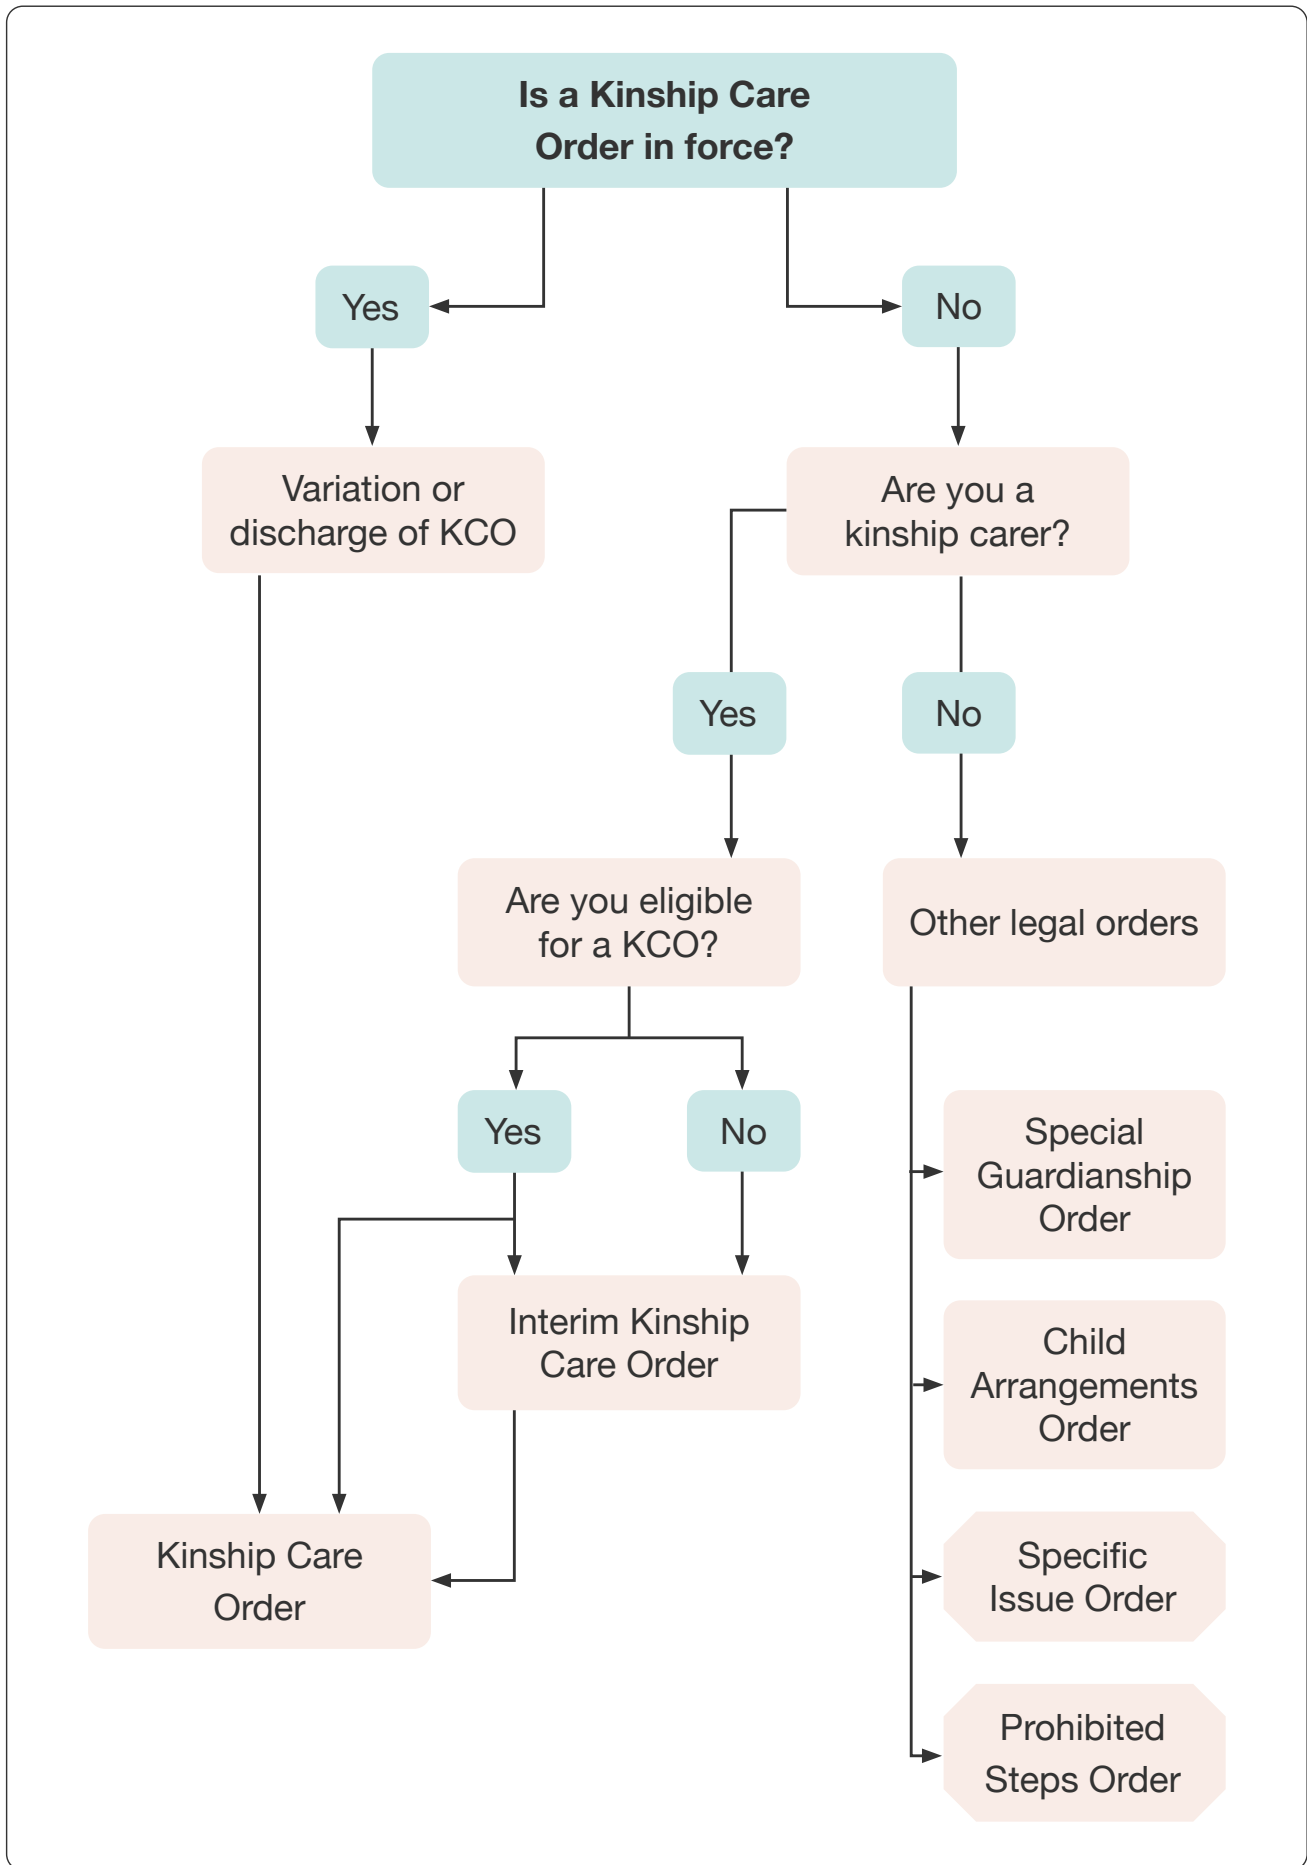 Is a Kinship Care
Order in force?
Yes
No
Variation or
discharge of KCO
Are you a
kinship carer?
Yes
No
Are you eligible
for a KCO?
Other legal orders
Yes
No
Special
Guardianship
Order
Interim Kinship
Care Order
Child
Arrangements
Order
Kinship Care
Order
Specific
Issue Order
Prohibited
Steps Order